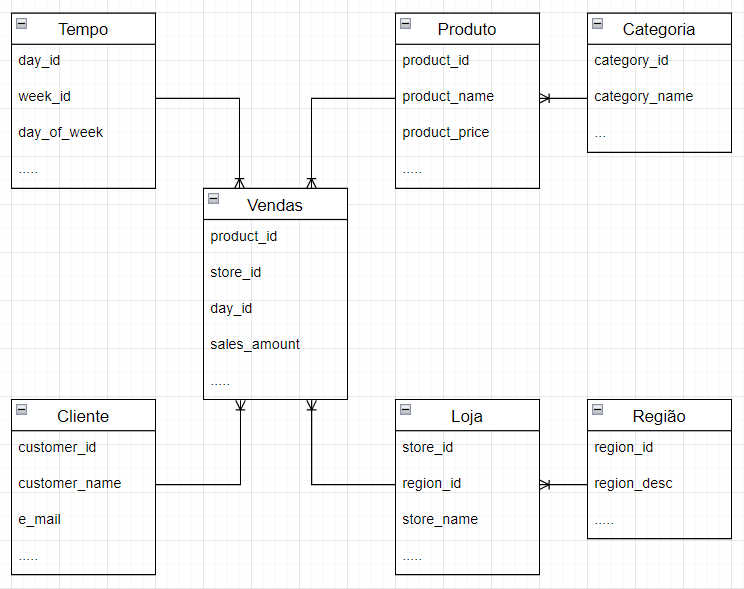 Tempo
day_id
week_id
day_of_week
.....
Produto
product_id
product_name
product_price
.....
Categoria
category_id
category_name
...
Vendas
product_id
store_id
day_id
sales_amount
.....
Cliente
customer_id
customer_name
e_mail
.....
Loja
store_id
region_id
store_name
.....
Região
region_id
region_desc
.....